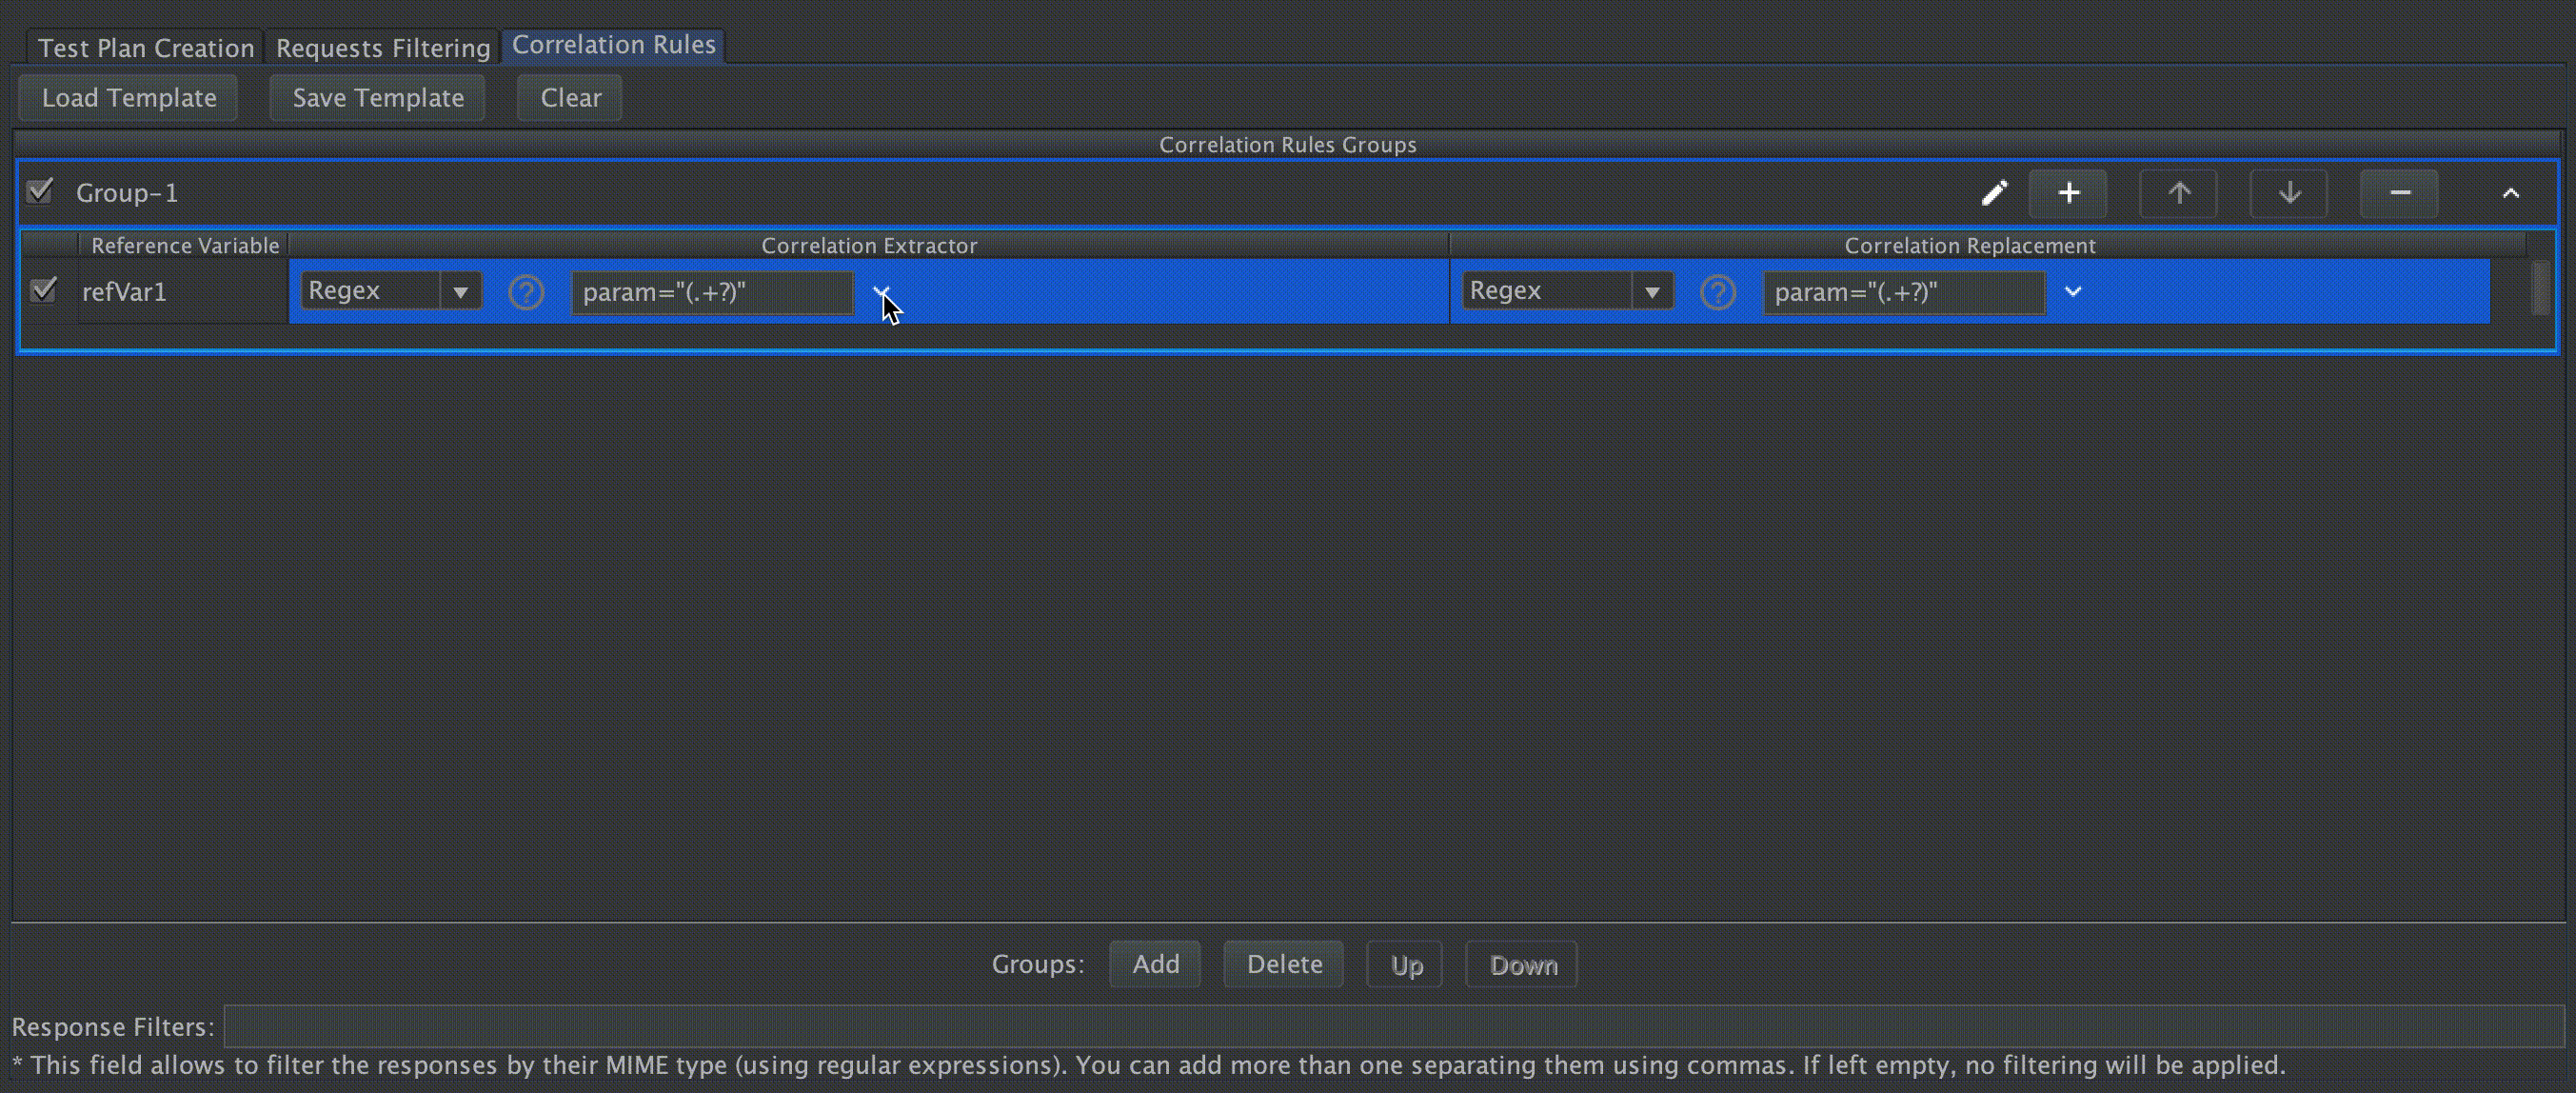 Test Plan Creation Requests Filtering Correlation Rules
Load Template Save Template Clear
Correlation Rules Groups
Group-1
Reference Variable Correlation Extractor Correlation Replacement
refVar1 Regex ? param="(.+?)" Regex ? param="(.+?)"
Groups: Add Delete Up Down
Response Filters:
* This field allows to filter the responses by their MIME type (using regular expressions). You can add more than one separating them using commas. If left empty, no filtering will be applied.